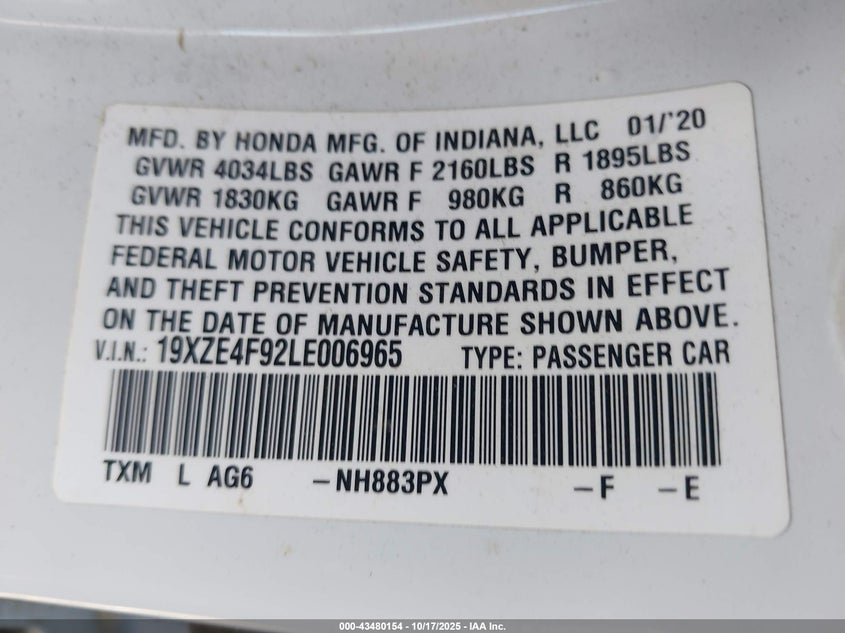 MFD. BY HONDA MFG. OF INDIANA, LLC 01/'20
GVWR 4034LBS GAWR F 2160LBS R 1895LBS
GVWR 1830KG GAWR F 980KG R 860KG
THIS VEHICLE CONFORMS TO ALL APPLICABLE
FEDERAL MOTOR VEHICLE SAFETY, BUMPER,
AND THEFT PREVENTION STANDARDS IN EFFECT
ON THE DATE OF MANUFACTURE SHOWN ABOVE.
V.I.N.: 19XZE4F92LE006965 TYPE: PASSENGER CAR
TXM L AG6 -NH883PX -F -E
000-43480154 - 10/17/2025 - IAA Inc.